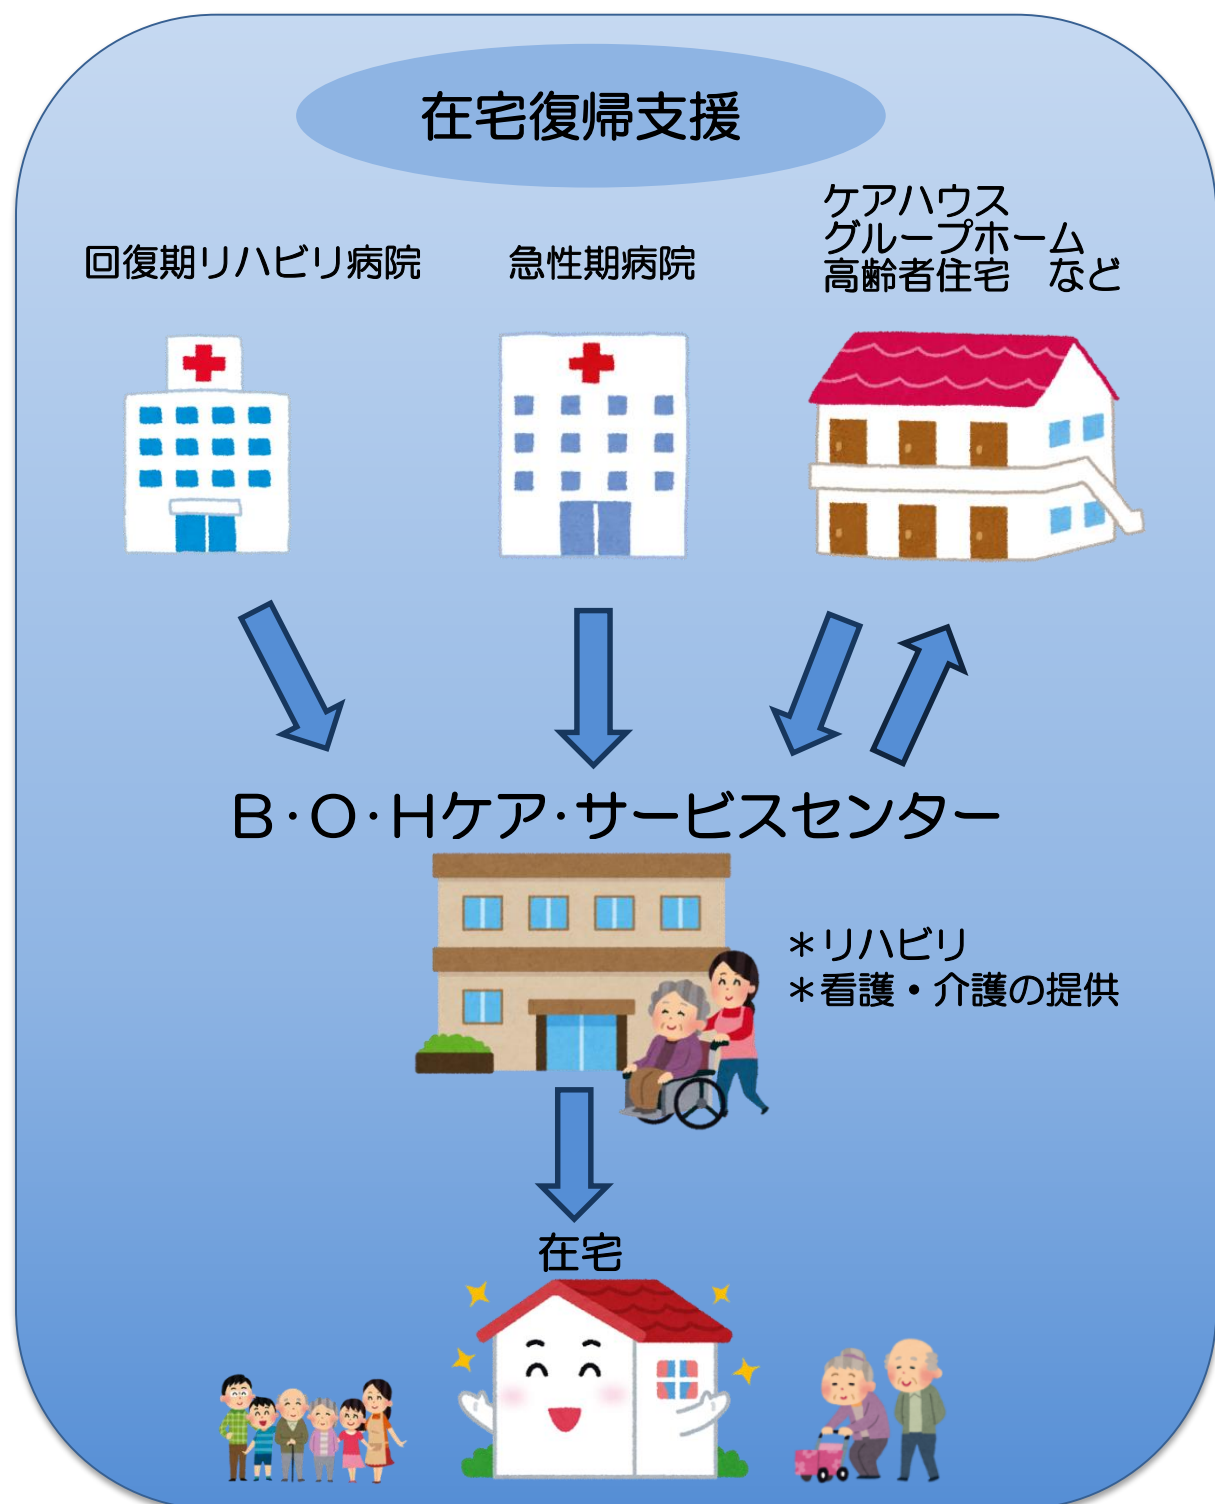 在宅復帰支援
回復期リハビリ病院
急性期病院
ケアハウス
グループホーム
高齢者住宅　など
B・O・Hケア・サービスセンター
＊リハビリ
＊看護・介護の提供
在宅